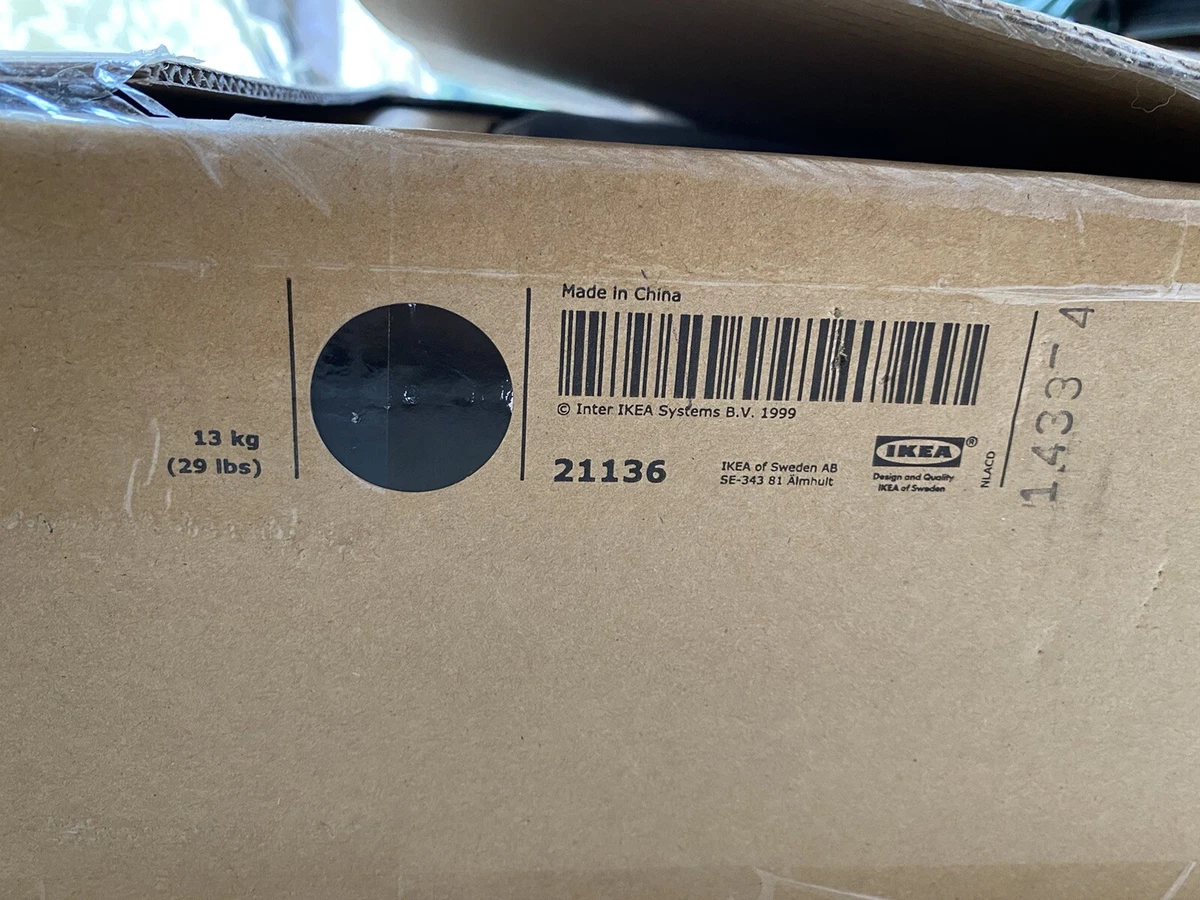 13 kg
(29 lbs)
Made in China
© Inter IKEA Systems B.V. 1999
21136
IKEA of Sweden AB
SE-343 81 Älmhult
IKEA®
Design and Quality
IKEA of Sweden
NLACD
1433-4